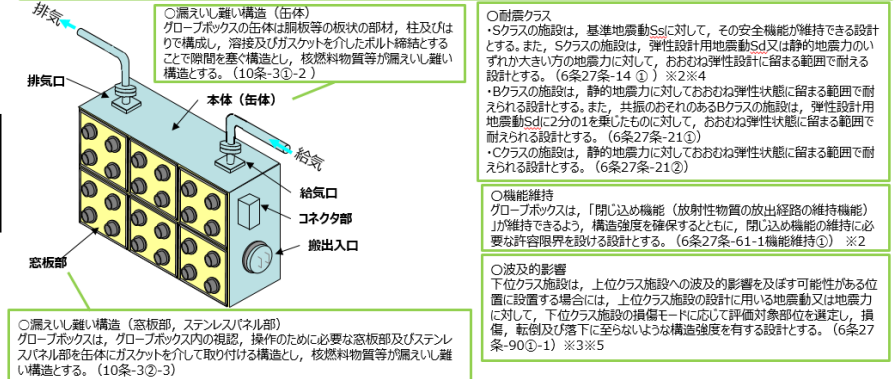 ○漏えいし難い構造（缶体）
グローブボックスの缶体は胴板等の板状の部材，柱及びは
りで構成し，溶接及びガスケットを介したボルト締結とする
ことで隙間を塞ぐ構造とし，核燃料物質等が漏えいし難い
構造とする。（10条-3①-2 ）
排気
排気口
本体（缶体）
給気
給気口
コネクタ部
搬出入口
窓板部
○漏えいし難い構造（窓板部，ステンレスパネル部）
グローブボックスは，グローブボックス内の視認，操作のために必要な窓板部及びステンレ
スパネル部を缶体にガスケットを介して取り付ける構造とし，核燃料物質等が漏えいし難
い構造とする。（10条-3②-3）
○耐震クラス
・Sクラスの施設は，基準地震動Ssに対して，その安全機能が維持できる設計
とする。また，Sクラスの施設は，弾性設計用地震動Sd又は静的地震力のい
ずれか大きい方の地震力に対して，おおむね弾性設計に留まる範囲で耐える
設計とする。（6条27条-14 ① ）※2※4
・Bクラスの施設は，静的地震力に対しておおむね弾性状態に留まる範囲で耐
えられる設計とする。また，共振のおそれのあるBクラスの施設は，弾性設計用
地震動Sdに2分の1を乗じたものに対して，おおむね弾性状態に留まる範囲で
耐えられる設計とする。（6条27条-21①）
・Cクラスの施設は，静的地震力に対しておおむね弾性状態に留まる範囲で耐
えられる設計とする。（6条27条-21②）
○機能維持
グローブボックスは，「閉じ込め機能（放射性物質の放出経路の維持機能）
」が維持できるよう，構造強度を確保するとともに，閉じ込め機能の維持に必
要な許容限界を設ける設計とする。（6条27条-61-1機能維持①） ※2
○波及的影響
下位クラス施設は，上位クラス施設への波及的影響を及ぼす可能性がある位
置に設置する場合には，上位クラス施設の設計に用いる地震動又は地震力
に対して，下位クラス施設の損傷モードに応じて評価対象部位を選定し，損
傷，転倒及び落下に至らないような構造強度を有する設計とする。（6条27
条-90①-1）※3※5